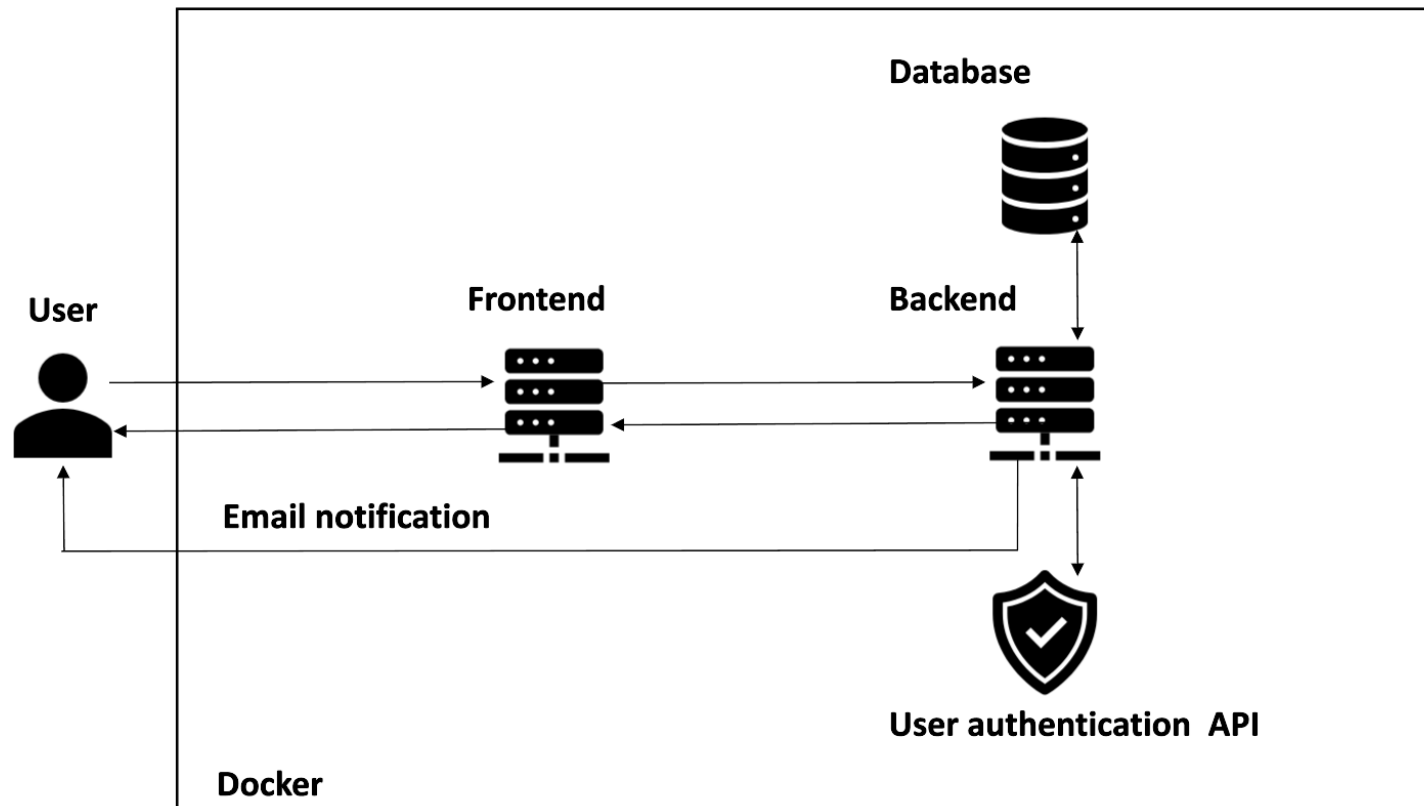 Database
User
Frontend
Backend
Email notification
User authentication  API
Docker